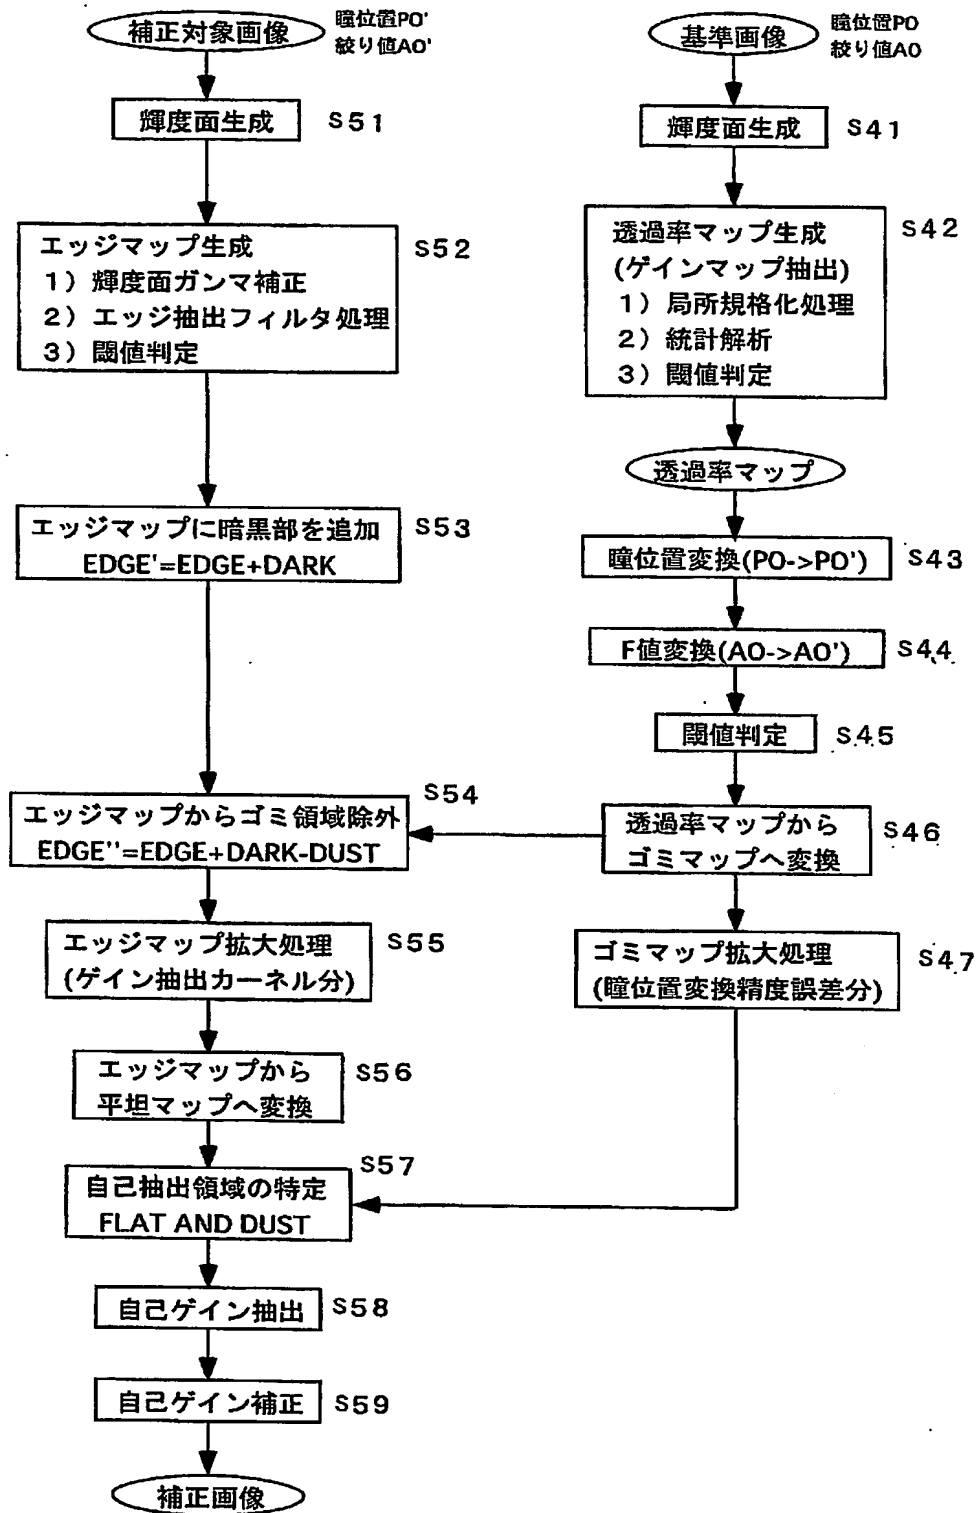 補正対象画像
瞳位置PO'
絞り値AO'
輝度面生成
S51
エッジマップ生成
1）輝度面ガンマ補正
2）エッジ抽出フィルタ処理
3）閾値判定
S52
エッジマップに暗黒部を追加
EDGE'=EDGE+DARK
S53
エッジマップからゴミ領域除外
EDGE''=EDGE+DARK-DUST
S54
エッジマップ拡大処理
(ゲイン抽出カーネル分)
S55
エッジマップから
平坦マップへ変換
S56
自己抽出領域の特定
FLAT AND DUST
S57
自己ゲイン抽出
S58
自己ゲイン補正
S59
補正画像
基準画像
瞳位置PO
絞り値AO
輝度面生成
S41
透過率マップ生成
(ゲインマップ抽出)
1）局所規格化処理
2）統計解析
3）閾値判定
S42
透過率マップ
瞳位置変換(PO->PO')
S43
F値変換(AO->AO')
S44
閾値判定
S45
透過率マップから
ゴミマップへ変換
S46
ゴミマップ拡大処理
(瞳位置変換精度誤差分)
S47